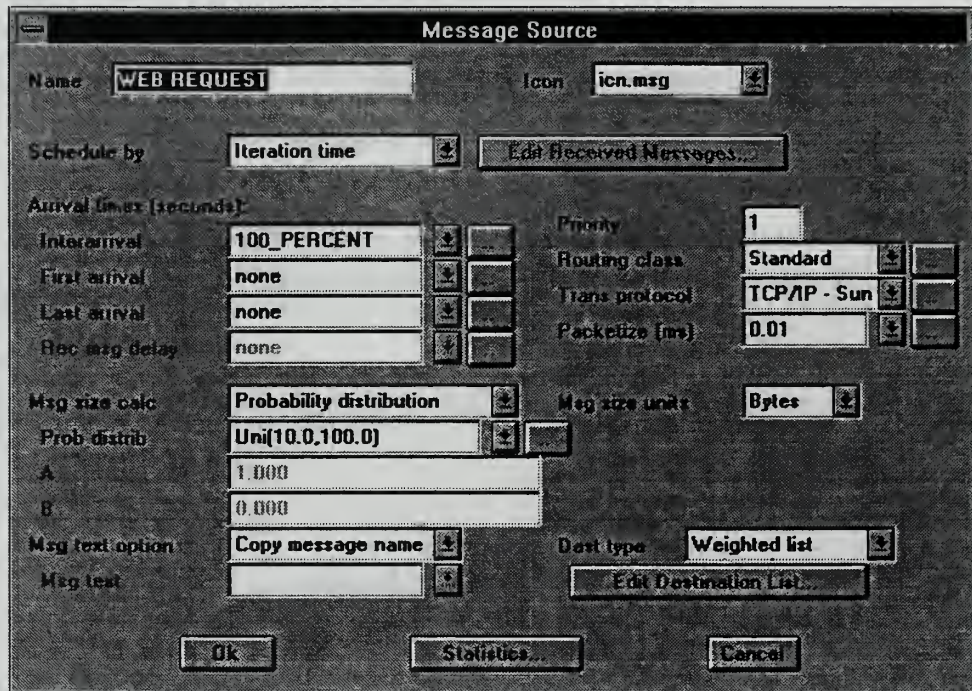 Message Source
Name WEB REQUEST Icon icn.msg
Schedule by Iteration time Edit Received Messages...
Arrival times (seconds):
Interarrival 100_PERCENT Priority 1
First arrival none Routing class Standard
Last arrival none Trans protocol TCP/IP - Sun
Rec msg delay none Packetize (ms) 0.01
Msg size calc Probability distribution Msg size units Bytes
Prob distrib Uni(10.0,100.0)
A 1.000
B 0.000
Msg text option Copy message name Dest type Weighted list
Msg text Edit Destination List...
Ok Statistics... Cancel